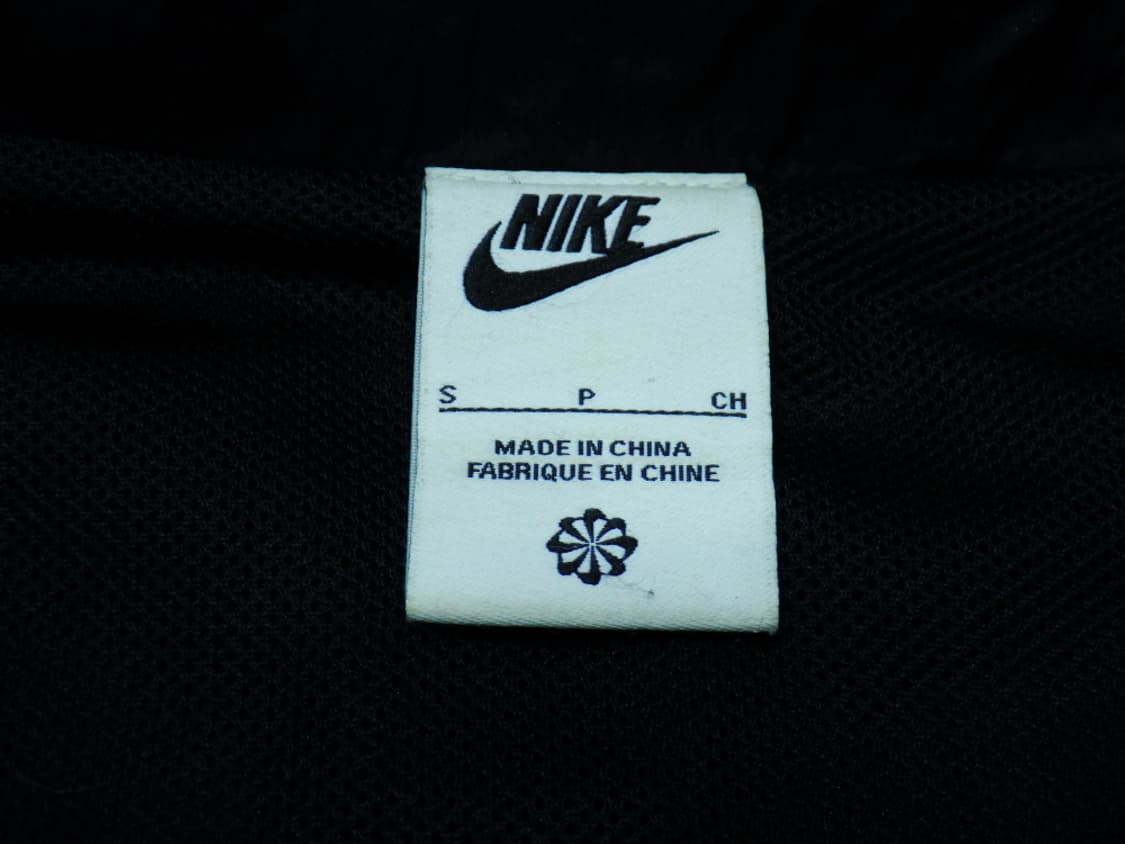 NIKE
S P CH
MADE IN CHINA
FABRIQUE EN CHINE